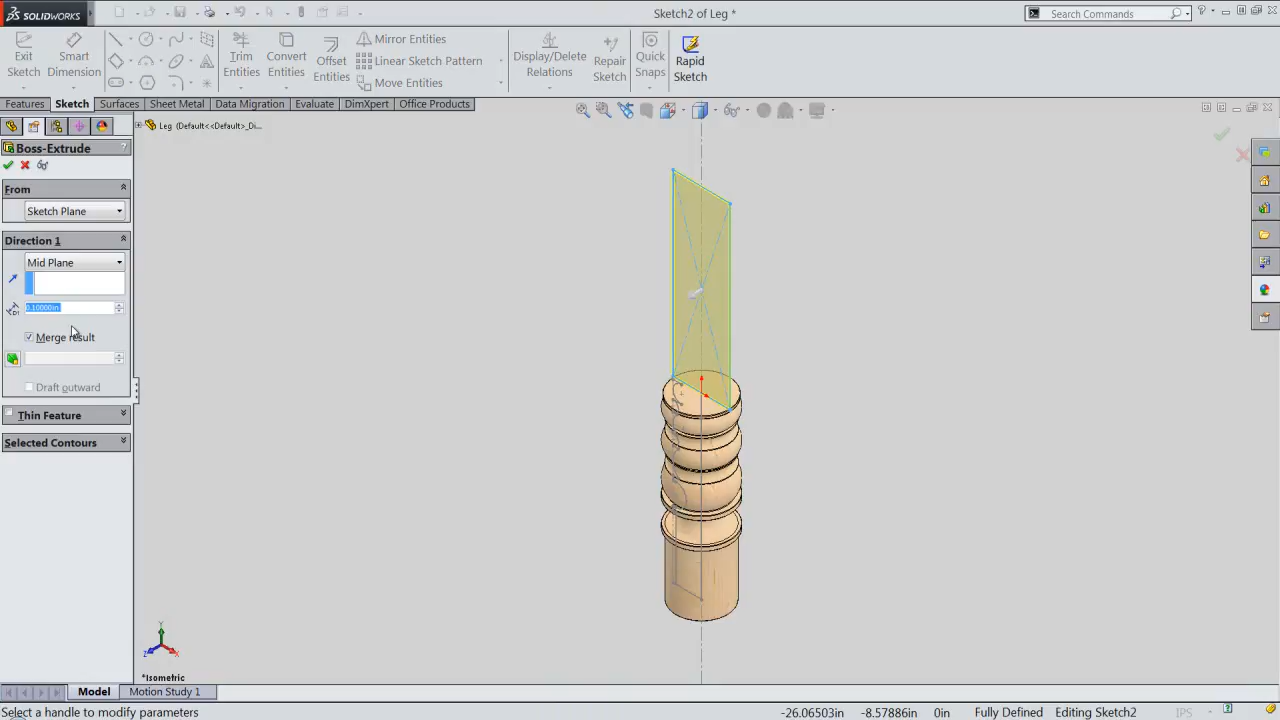 SOLIDWORKS
Sketch2 of Leg *
Search Commands
Exit Sketch
Smart Dimension
Trim Entities
Convert Entities
Offset Entities
Mirror Entities
Linear Sketch Pattern
Move Entities
Display/Delete Relations
Repair Sketch
Quick Snaps
Rapid Sketch
Features
Sketch
Surfaces
Sheet Metal
Data Migration
Evaluate
DimXpert
Office Products
Leg (Default<<Default>_Di...
Boss-Extrude
?
From
Sketch Plane
Direction 1
Mid Plane
D1
0.10000in
Merge result
Draft outward
Thin Feature
Selected Contours
Y
Z
X
*Isometric
Model
Motion Study 1
Select a handle to modify parameters
-26.06503in
-8.57886in
0in
Fully Defined
Editing Sketch2
IPS